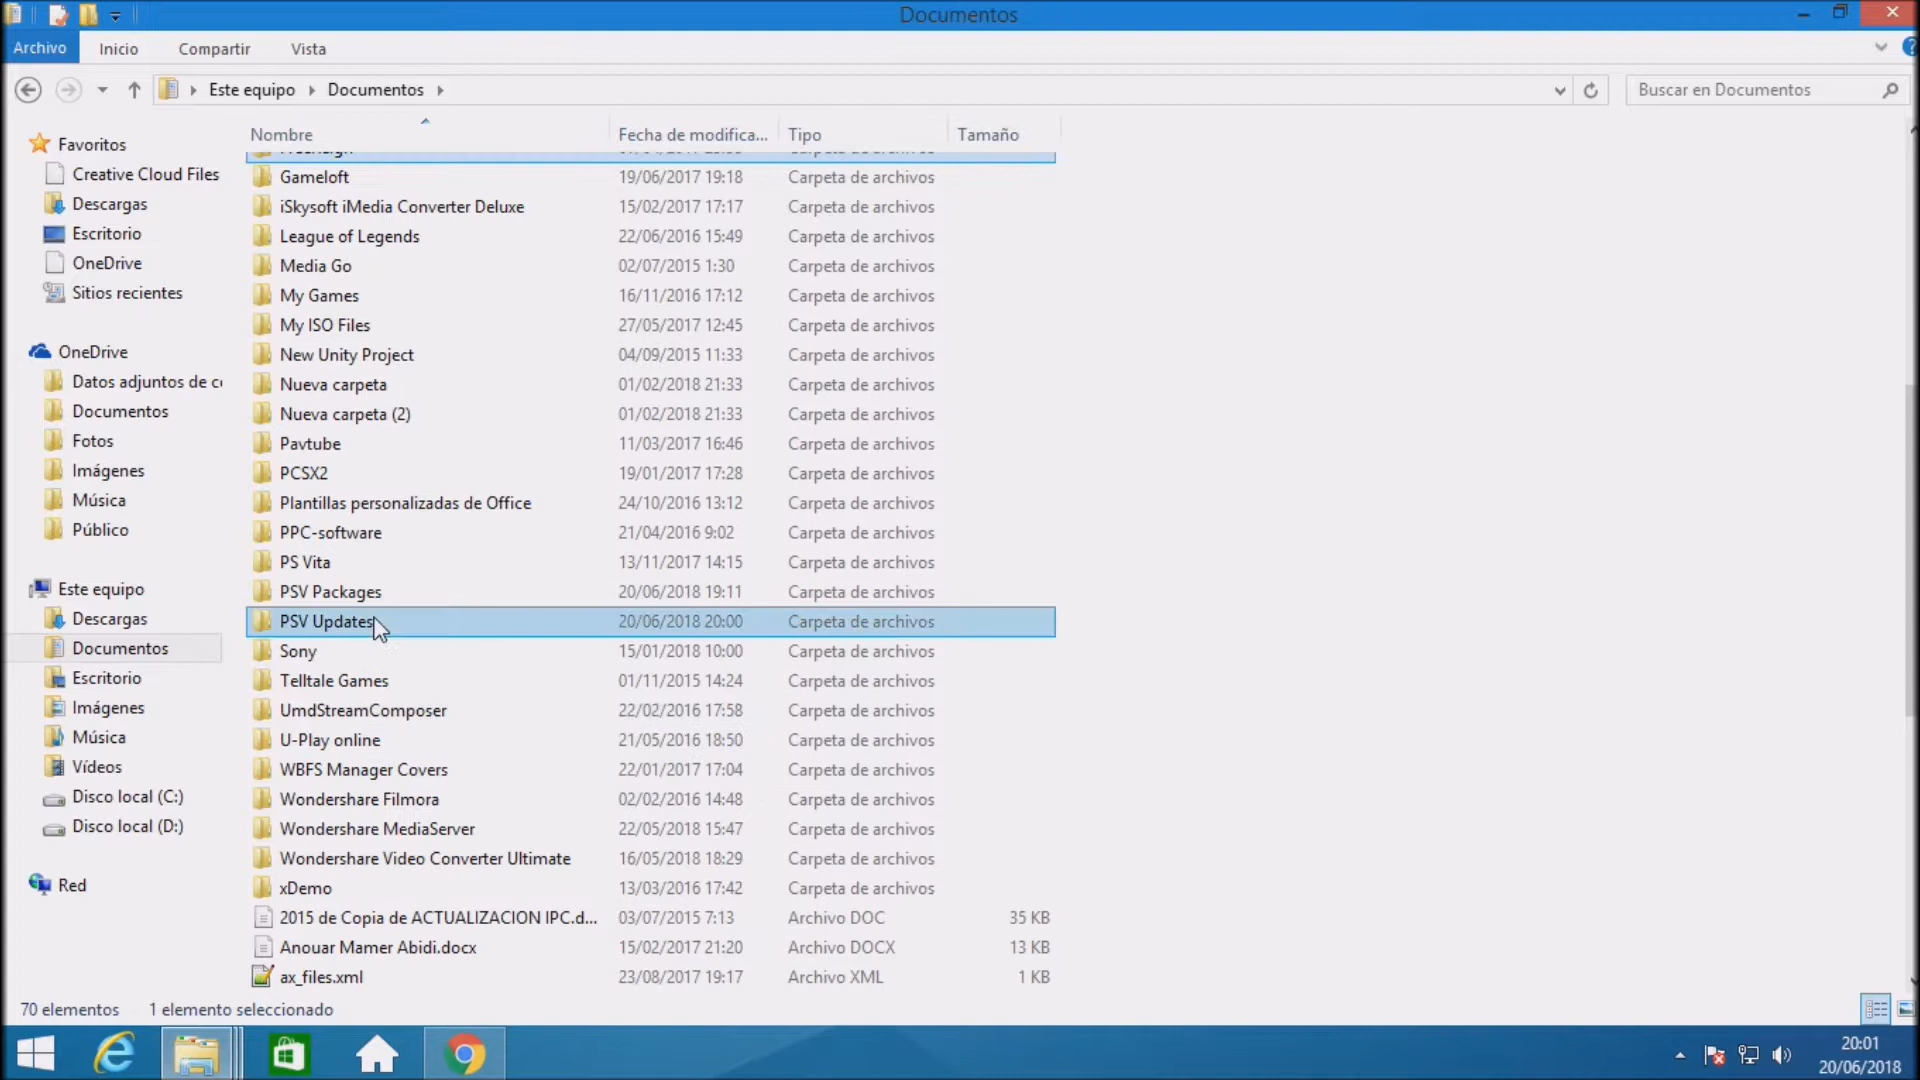 Documentos
Archivo Inicio Compartir Vista
Este equipo Documentos Buscar en Documentos
Nombre Fecha de modifica... Tipo Tamaño
Favoritos
Creative Cloud Files
Descargas
Escritorio
OneDrive
Sitios recientes
OneDrive
Datos adjuntos de
Documentos
Fotos
Imágenes
Música
Público
Este equipo
Descargas
Documentos
Escritorio
Imágenes
Música
Vídeos
Disco local (C:)
Disco local (D:)
Red
Gameloft 19/06/2017 19:18 Carpeta de archivos
iSkysoft iMedia Converter Deluxe 15/02/2017 17:17 Carpeta de archivos
League of Legends 22/06/2016 15:49 Carpeta de archivos
Media Go 02/07/2015 1:30 Carpeta de archivos
My Games 16/11/2016 17:12 Carpeta de archivos
My ISO Files 27/05/2017 12:45 Carpeta de archivos
New Unity Project 04/09/2015 11:33 Carpeta de archivos
Nueva carpeta 01/02/2018 21:33 Carpeta de archivos
Nueva carpeta (2) 01/02/2018 21:33 Carpeta de archivos
Pavtube 11/03/2017 16:46 Carpeta de archivos
PCSX2 19/01/2017 17:28 Carpeta de archivos
Plantillas personalizadas de Office 24/10/2016 13:12 Carpeta de archivos
PPC-software 21/04/2016 9:02 Carpeta de archivos
PS Vita 13/11/2017 14:15 Carpeta de archivos
PSV Packages 20/06/2018 19:11 Carpeta de archivos
PSV Updates 20/06/2018 20:00 Carpeta de archivos
Sony 15/01/2018 10:00 Carpeta de archivos
Telltale Games 01/11/2015 14:24 Carpeta de archivos
UmdStreamComposer 22/02/2016 17:58 Carpeta de archivos
U-Play online 21/05/2016 18:50 Carpeta de archivos
WBFS Manager Covers 22/01/2017 17:04 Carpeta de archivos
Wondershare Filmora 02/02/2016 14:48 Carpeta de archivos
Wondershare MediaServer 22/05/2018 15:47 Carpeta de archivos
Wondershare Video Converter Ultimate 16/05/2018 18:29 Carpeta de archivos
xDemo 13/03/2016 17:42 Carpeta de archivos
2015 de Copia de ACTUALIZACION IPC.d... 03/07/2015 7:13 Archivo DOC 35 KB
Anouar Mamer Abidi.docx 15/02/2017 21:20 Archivo DOCX 13 KB
ax_files.xml 23/08/2017 19:17 Archivo XML 1 KB
70 elementos 1 elemento seleccionado
20:01
20/06/2018